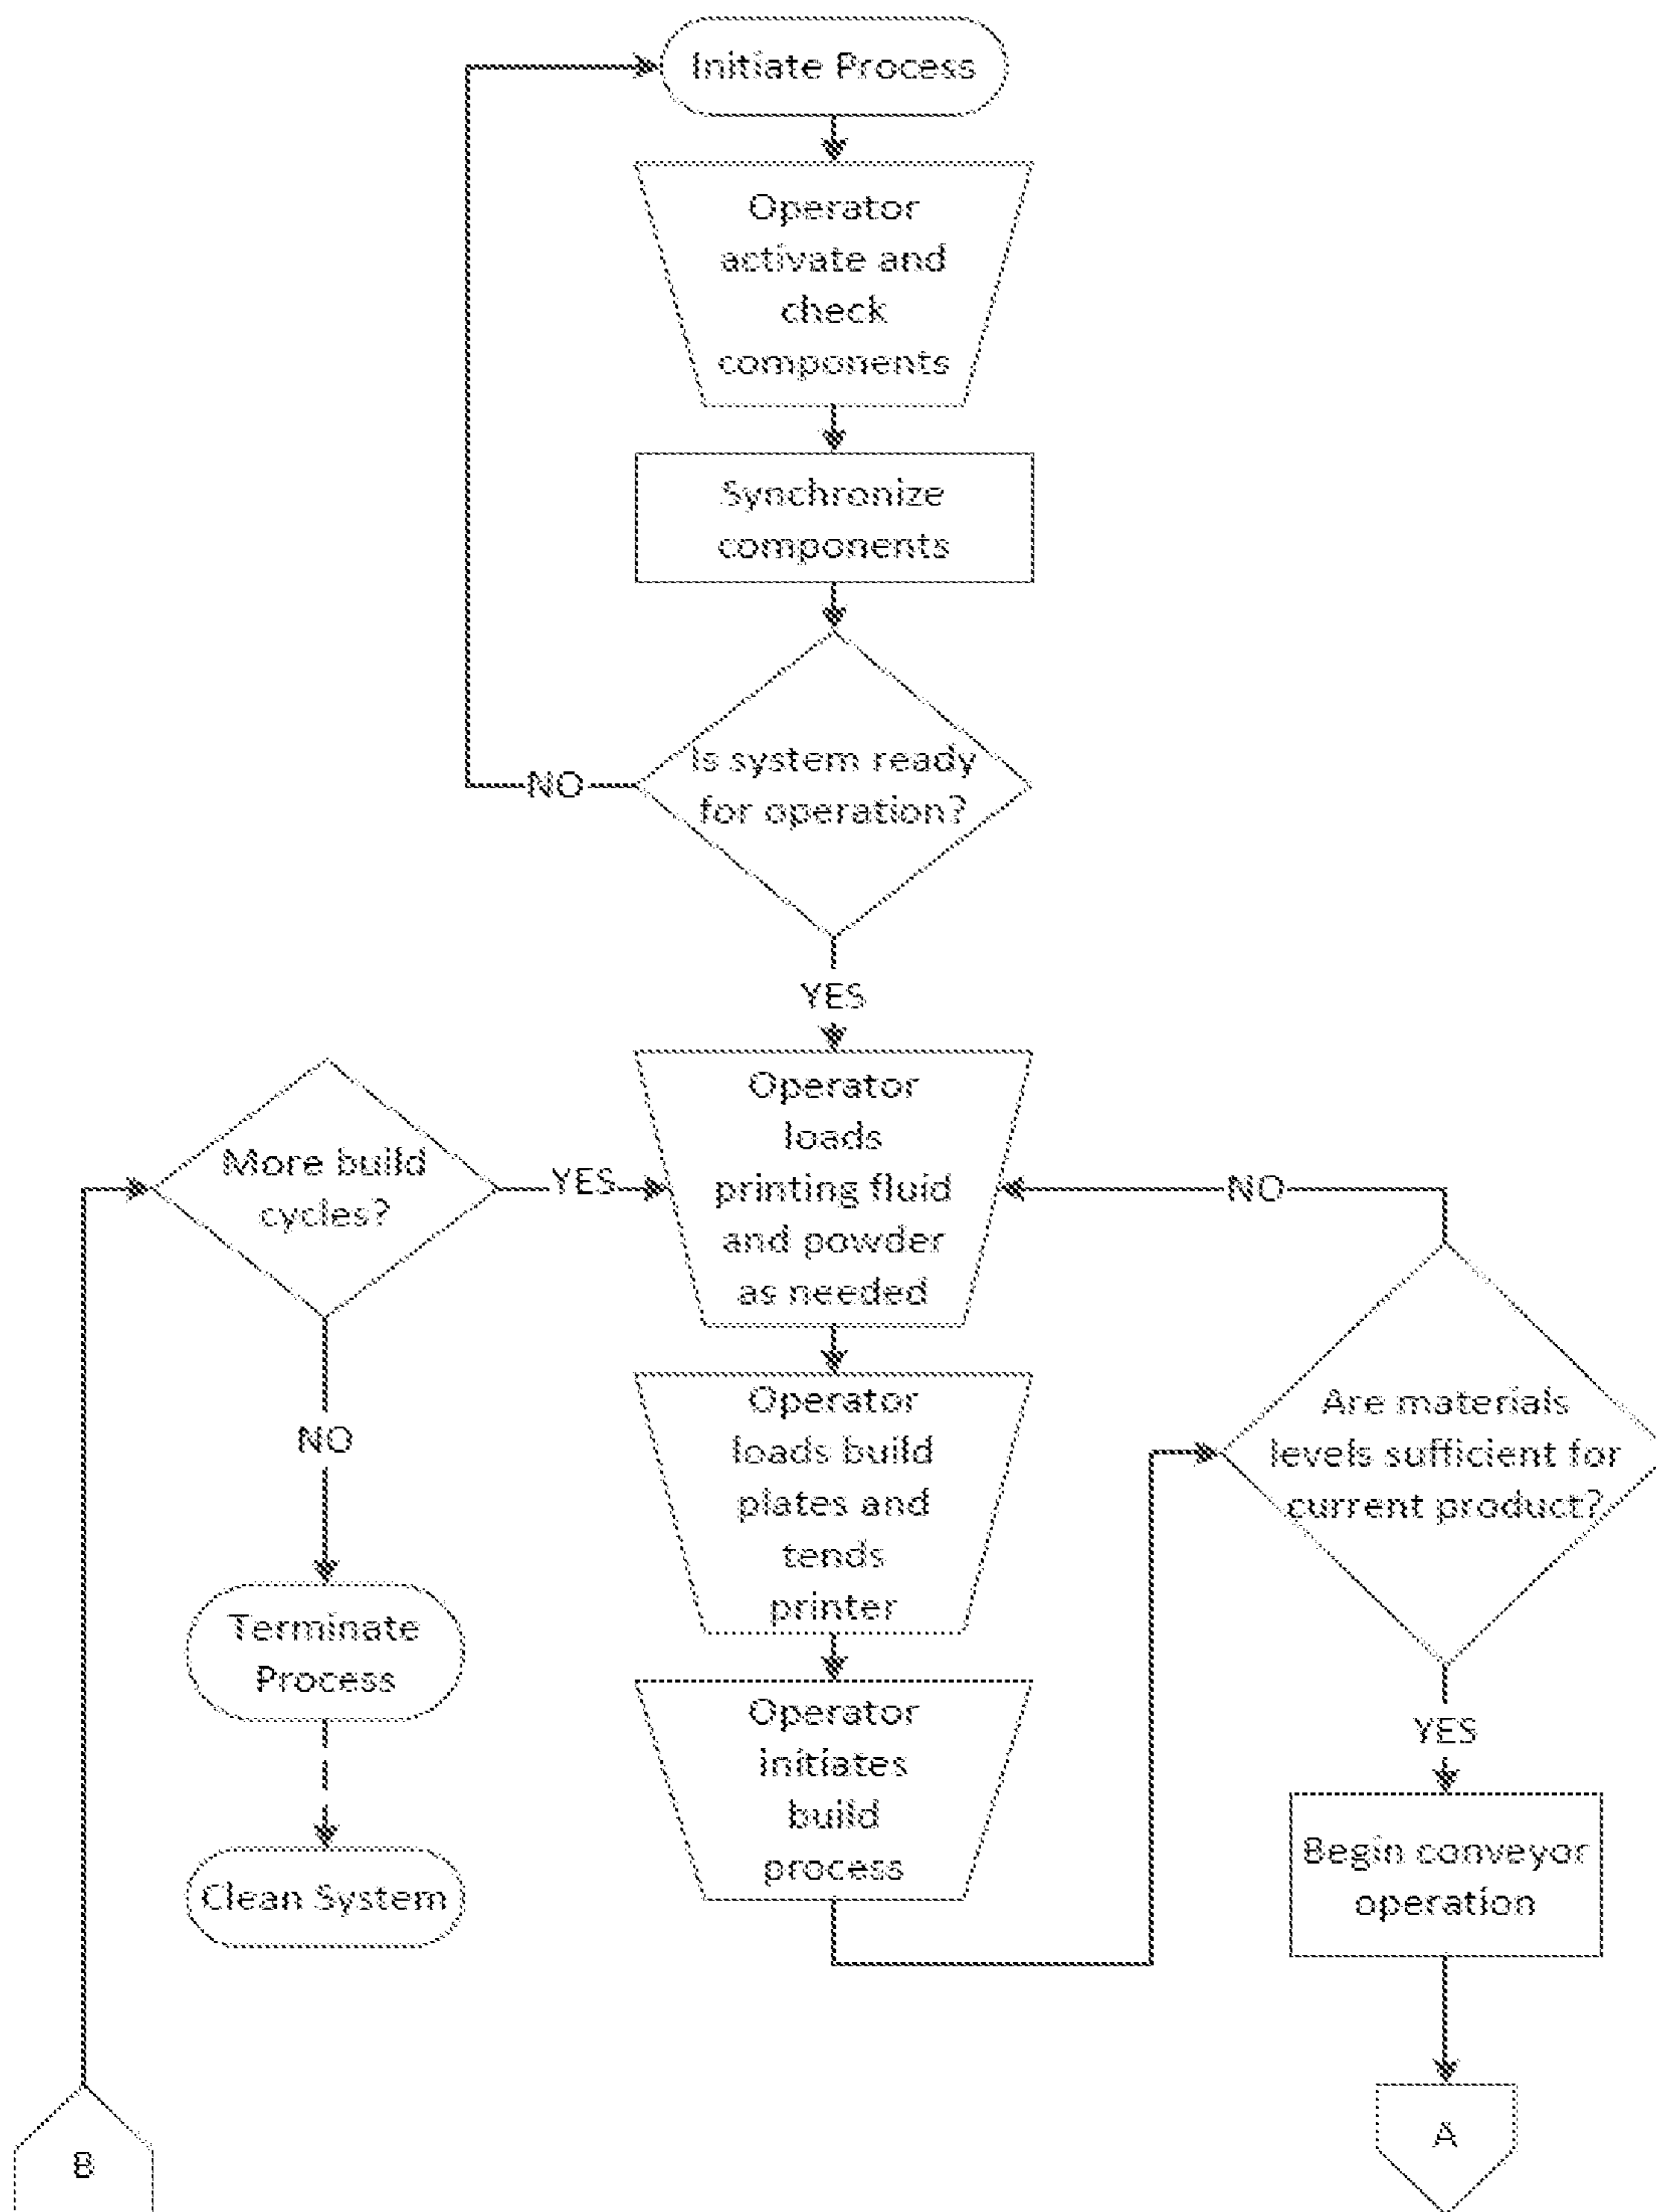 Initiate Process
Operator
activate and
check
components
Synchronize
components
Is system ready
for operation?
NO
YES
More build
cycles?
YES
NO
Terminate
Process
Clean System
Operator
loads
printing fluid
and powder
as needed
Operator
loads build
plates and
tends
printer
Operator
initiates
build
process
NO
Are materials
levels sufficient for
current product?
YES
Begin conveyor
operation
A
B